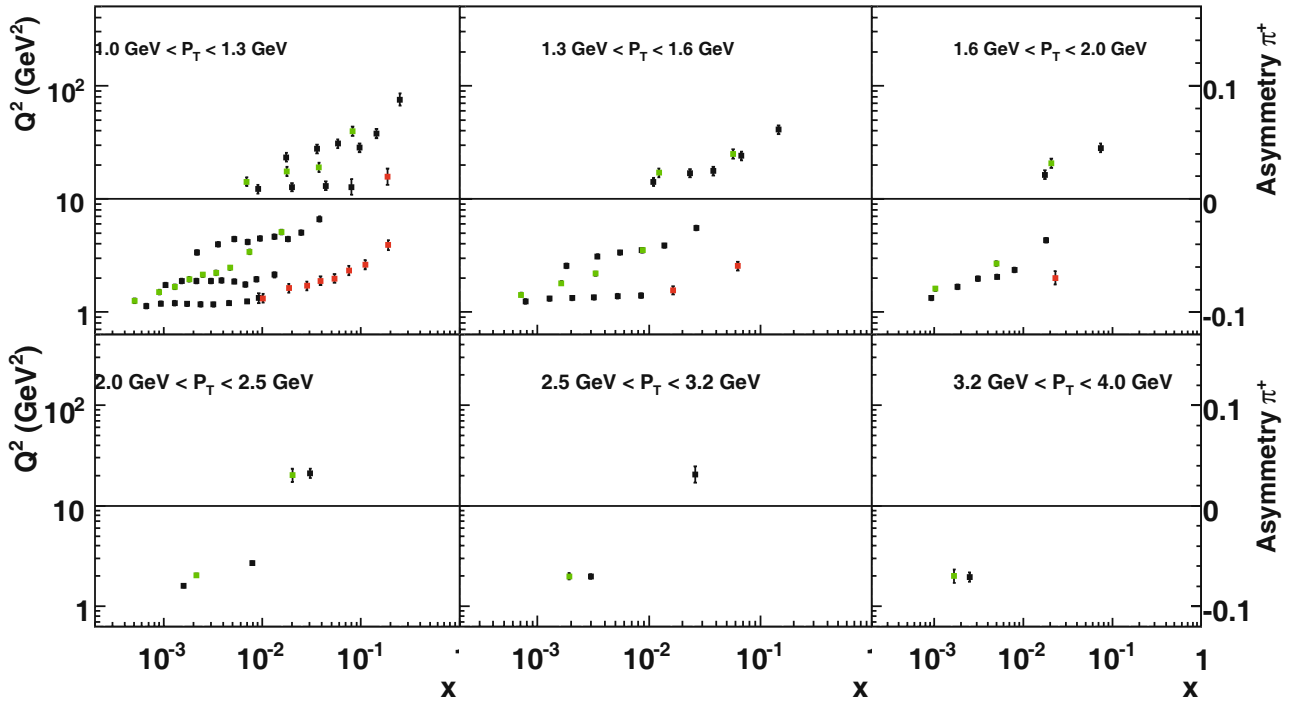 Q² (GeV²)
10²
10
1
1.0 GeV < P_T < 1.3 GeV
1.3 GeV < P_T < 1.6 GeV
1.6 GeV < P_T < 2.0 GeV
0.1
0
-0.1
Asymmetry π⁺
Q² (GeV²)
10²
10
1
2.0 GeV < P_T < 2.5 GeV
2.5 GeV < P_T < 3.2 GeV
3.2 GeV < P_T < 4.0 GeV
0.1
0
-0.1
Asymmetry π⁺
10⁻³ 10⁻² 10⁻¹
10⁻³ 10⁻² 10⁻¹
10⁻³ 10⁻² 10⁻¹ 1
x
x
x